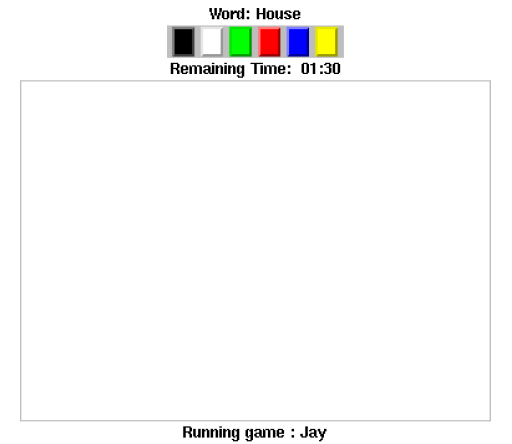 Word: House
Remaining Time: 01:30
Running game : Jay